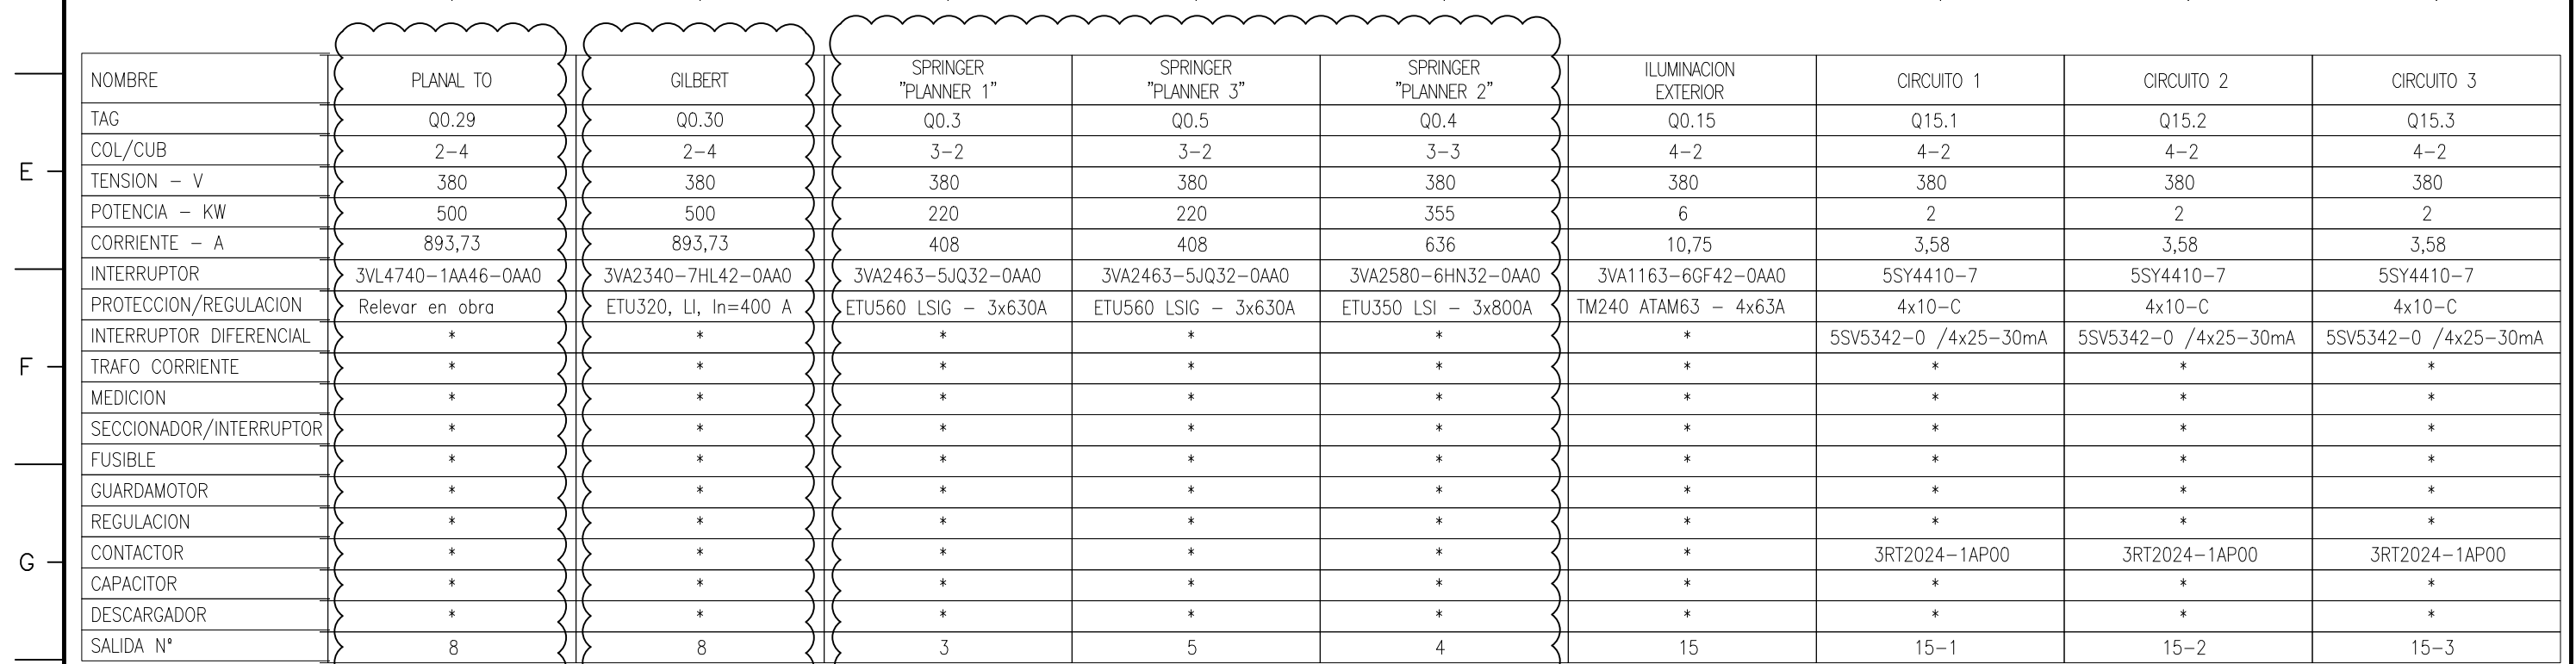 NOMBRE PLANAL TO GILBERT SPRINGER "PLANNER 1" SPRINGER "PLANNER 3" SPRINGER "PLANNER 2" ILUMINACION EXTERIOR CIRCUITO 1 CIRCUITO 2 CIRCUITO 3
TAG Q0.29 Q0.30 Q0.3 Q0.5 Q0.4 Q0.15 Q15.1 Q15.2 Q15.3
COL/CUB 2-4 2-4 3-2 3-2 3-3 4-2 4-2 4-2 4-2
E
TENSION - V 380 380 380 380 380 380 380 380 380
POTENCIA - KW 500 500 220 220 355 6 2 2 2
CORRIENTE - A 893,73 893,73 408 408 636 10,75 3,58 3,58 3,58
INTERRUPTOR 3VL4740-1AA46-0AA0 3VA2340-7HL42-0AA0 3VA2463-5JQ32-0AA0 3VA2463-5JQ32-0AA0 3VA2580-6HN32-0AA0 3VA1163-6GF42-0AA0 5SY4410-7 5SY4410-7 5SY4410-7
PROTECCION/REGULACION Relevar en obra ETU320, LI, In=400 A ETU560 LSIG - 3x630A ETU560 LSIG - 3x630A ETU350 LSI - 3x800A TM240 ATAM63 - 4x63A 4x10-C 4x10-C 4x10-C
INTERRUPTOR DIFERENCIAL * * * * * * 5SV5342-0 /4x25-30mA 5SV5342-0 /4x25-30mA 5SV5342-0 /4x25-30mA
F
TRAFO CORRIENTE * * * * * * * * *
MEDICION * * * * * * * * *
SECCIONADOR/INTERRUPTOR * * * * * * * * *
FUSIBLE * * * * * * * * *
GUARDAMOTOR * * * * * * * * *
REGULACION * * * * * * * * *
G
CONTACTOR * * * * * * 3RT2024-1AP00 3RT2024-1AP00 3RT2024-1AP00
CAPACITOR * * * * * * * * *
DESCARGADOR * * * * * * * * *
SALIDA N° 8 8 3 5 4 15 15-1 15-2 15-3